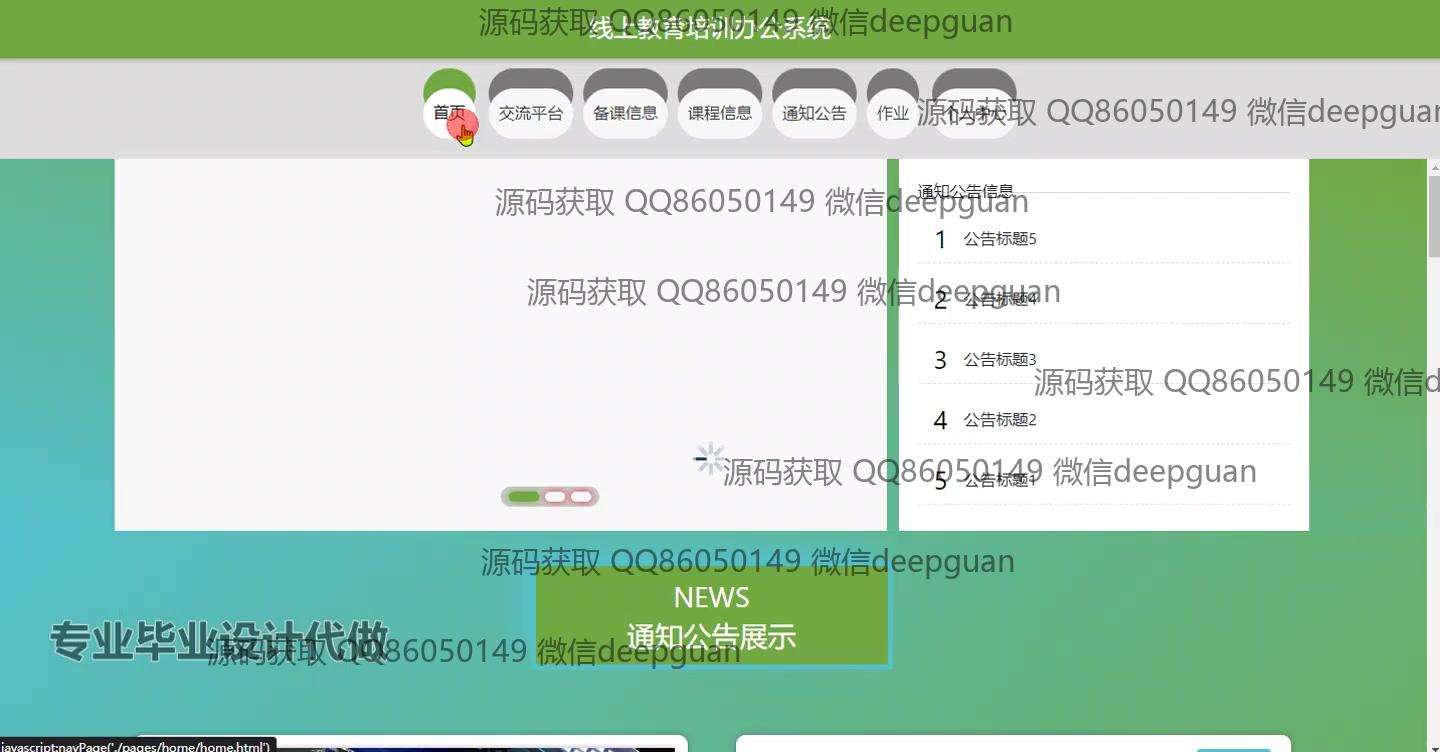 源码获取 QQ86050149 微信deepguan
线上教育培训办公系统
首页
交流平台
备课信息
课程信息
通知公告
作业
个人中心
源码获取 QQ86050149 微信deepguan
通知公告信息
源码获取 QQ86050149 微信deepguan
1 公告标题5
源码获取 QQ86050149 微信deepguan
2 公告标题4
3 公告标题3
源码获取 QQ86050149 微信d
4 公告标题2
源码获取 QQ86050149 微信deepguan
5 公告标题1
源码获取 QQ86050149 微信deepguan
NEWS
通知公告展示
专业毕业设计代做
源码获取 QQ86050149 微信deepguan
javascript:navPage('./pages/home/home.html')